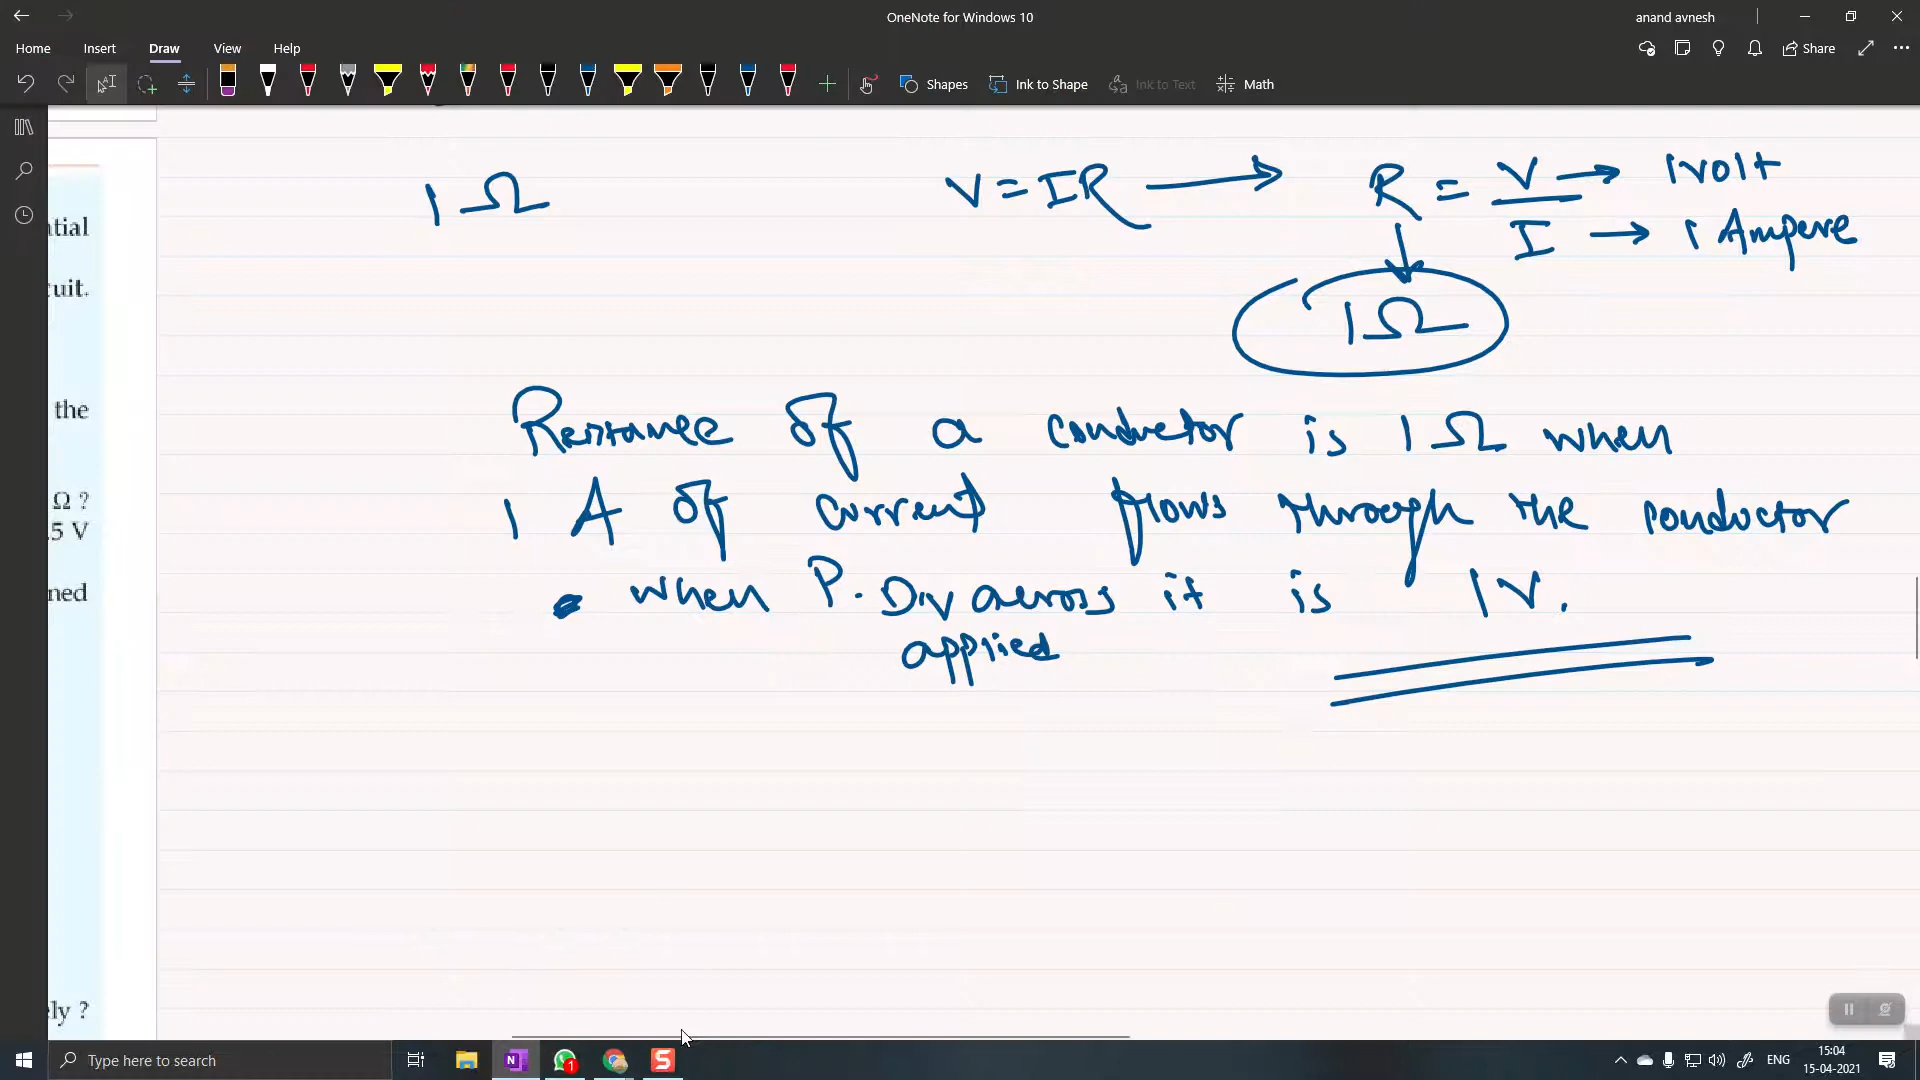 OneNote for Windows 10
anand avnesh
Home Insert Draw View Help
Share
Shapes
Ink to Shape
Ink to Text
Math
tial
cuit.
the
Ω ?
.5 V
ned
ly ?
1 Ω
V = IR → R = V → 1 volt
I → 1 Ampere
1Ω
Resistance of a conductor is 1 Ω when
1 A of current flows through the conductor
when P. Div across it is 1 V.
applied
Type here to search
1
ENG
15:04
15-04-2021